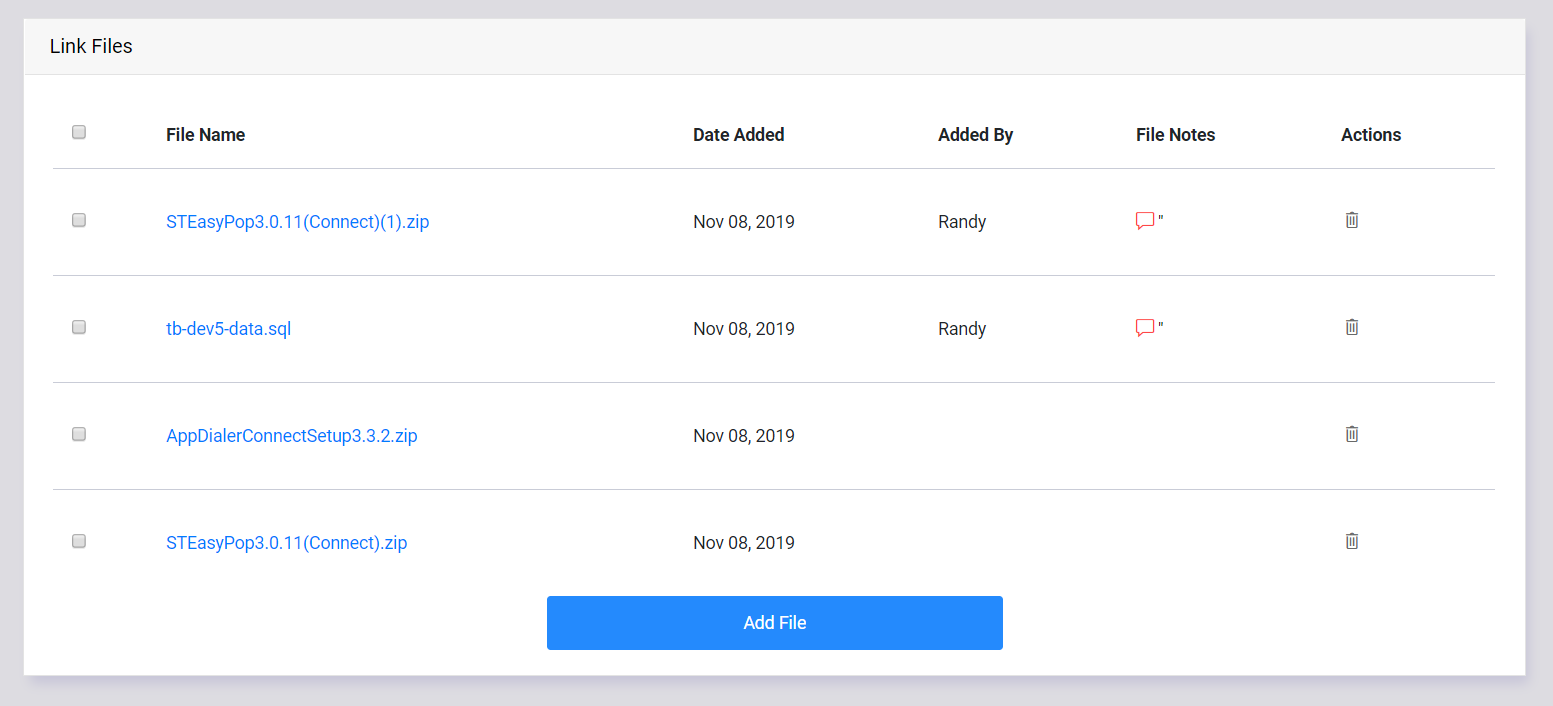 Link Files
File Name Date Added Added By File Notes Actions
STEasyPop3.0.11(Connect)(1).zip Nov 08, 2019 Randy "
tb-dev5-data.sql Nov 08, 2019 Randy "
AppDialerConnectSetup3.3.2.zip Nov 08, 2019
STEasyPop3.0.11(Connect).zip Nov 08, 2019
Add File